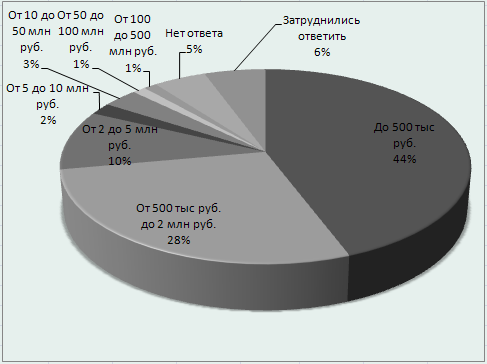 От 10 до
50 млн
руб.
3%
От 50 до
100 млн
руб.
1%
От 100
до 500
млн руб.
1%
Нет ответа
5%
Затруднились
ответить
6%
До 500 тыс
руб.
44%
От 500 тыс руб.
до 2 млн руб.
28%
От 2 до 5 млн
руб.
10%
От 5 до 10 млн
руб.
2%